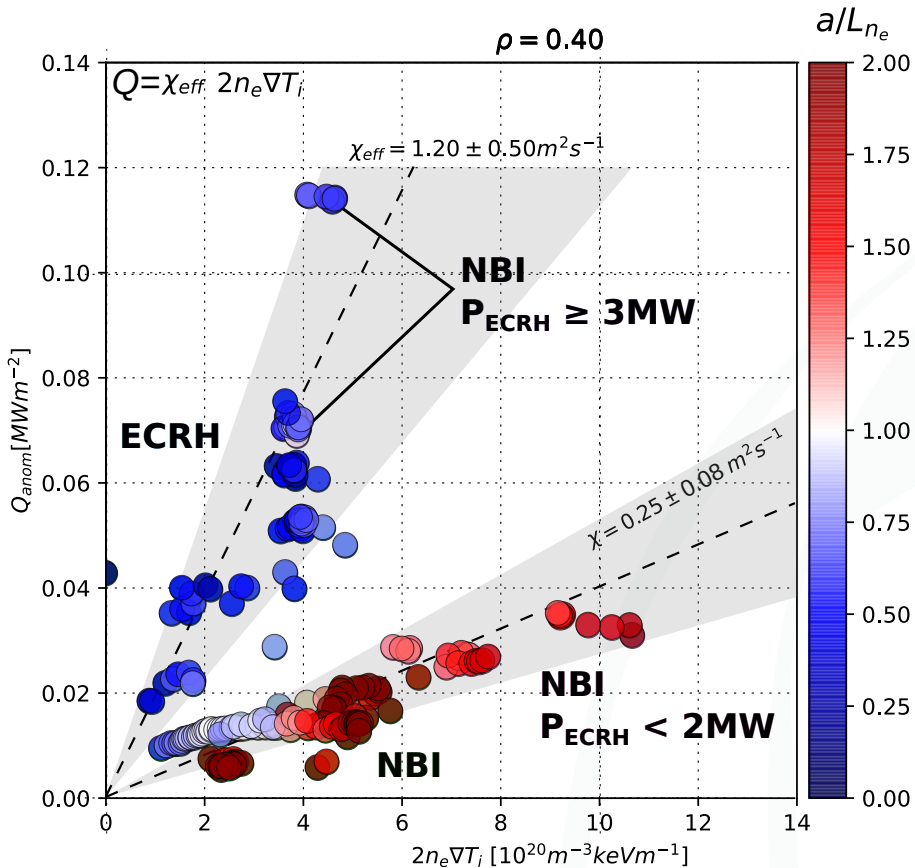 ρ = 0.40
a/Lₙₑ
Q=χeff 2nₑ∇Tᵢ
χeff = 1.20 ± 0.50m²s⁻¹
NBI
P_ECRH ≥ 3MW
ECRH
χ = 0.25 ± 0.08 m²s⁻¹
NBI
P_ECRH < 2MW
NBI
Q_anom[MWm⁻²]
0.14
0.12
0.10
0.08
0.06
0.04
0.02
0.00
0 2 4 6 8 10 12 14
2nₑ∇Tᵢ [10²⁰m⁻³keVm⁻¹]
2.00
1.75
1.50
1.25
1.00
0.75
0.50
0.25
0.00